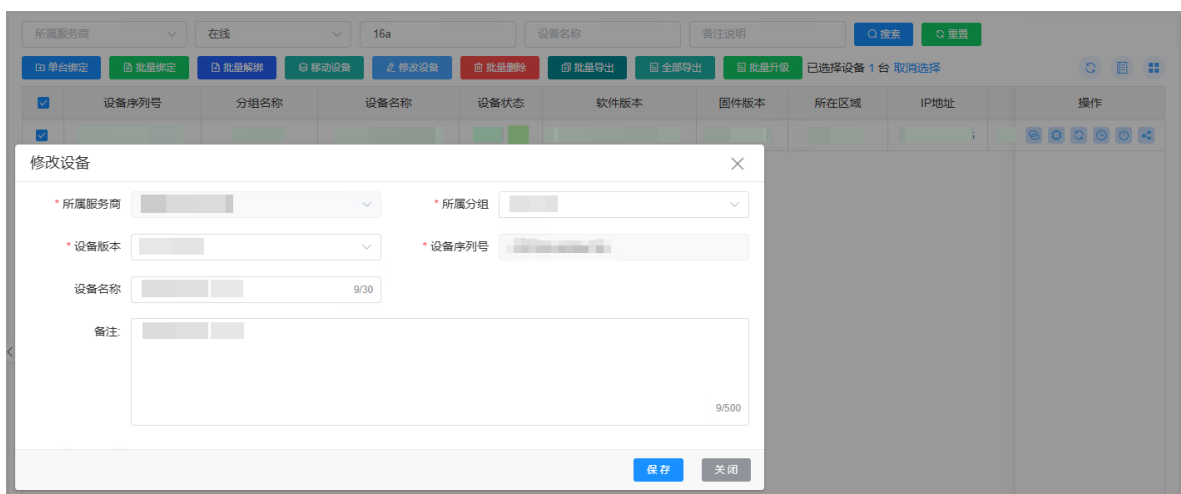 所属服务商 在线 16a 设备名称 备注说明 搜索 重置
单台绑定 批量绑定 批量解绑 移动设备 修改设备 批量删除 批量导出 全部导出 批量升级 已选择设备 1 台 取消选择
设备序列号 分组名称 设备名称 设备状态 软件版本 固件版本 所在区域 IP地址 操作
修改设备
* 所属服务商 * 所属分组
* 设备版本 * 设备序列号
设备名称 9/30
备注:
9/500
保存 关闭